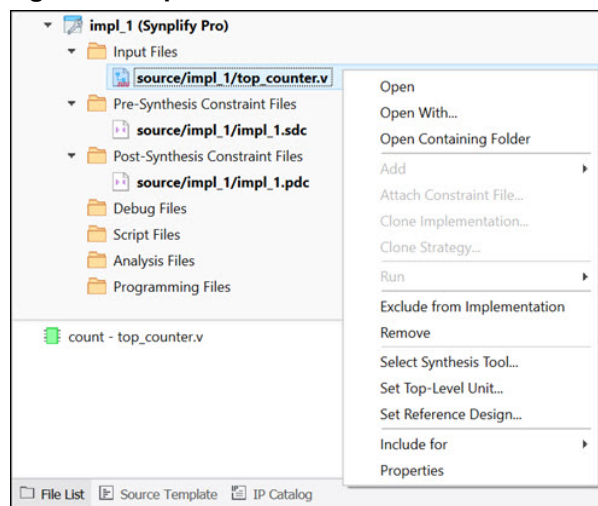 impl_1 (Synplify Pro)
Input Files
source/impl_1/top_counter.v
Pre-Synthesis Constraint Files
source/impl_1/impl_1.sdc
Post-Synthesis Constraint Files
source/impl_1/impl_1.pdc
Debug Files
Script Files
Analysis Files
Programming Files
count - top_counter.v
Open
Open With...
Open Containing Folder
Add
Attach Constraint File...
Clone Implementation...
Clone Strategy...
Run
Exclude from Implementation
Remove
Select Synthesis Tool...
Set Top-Level Unit...
Set Reference Design...
Include for
Properties
File List
Source Template
IP Catalog